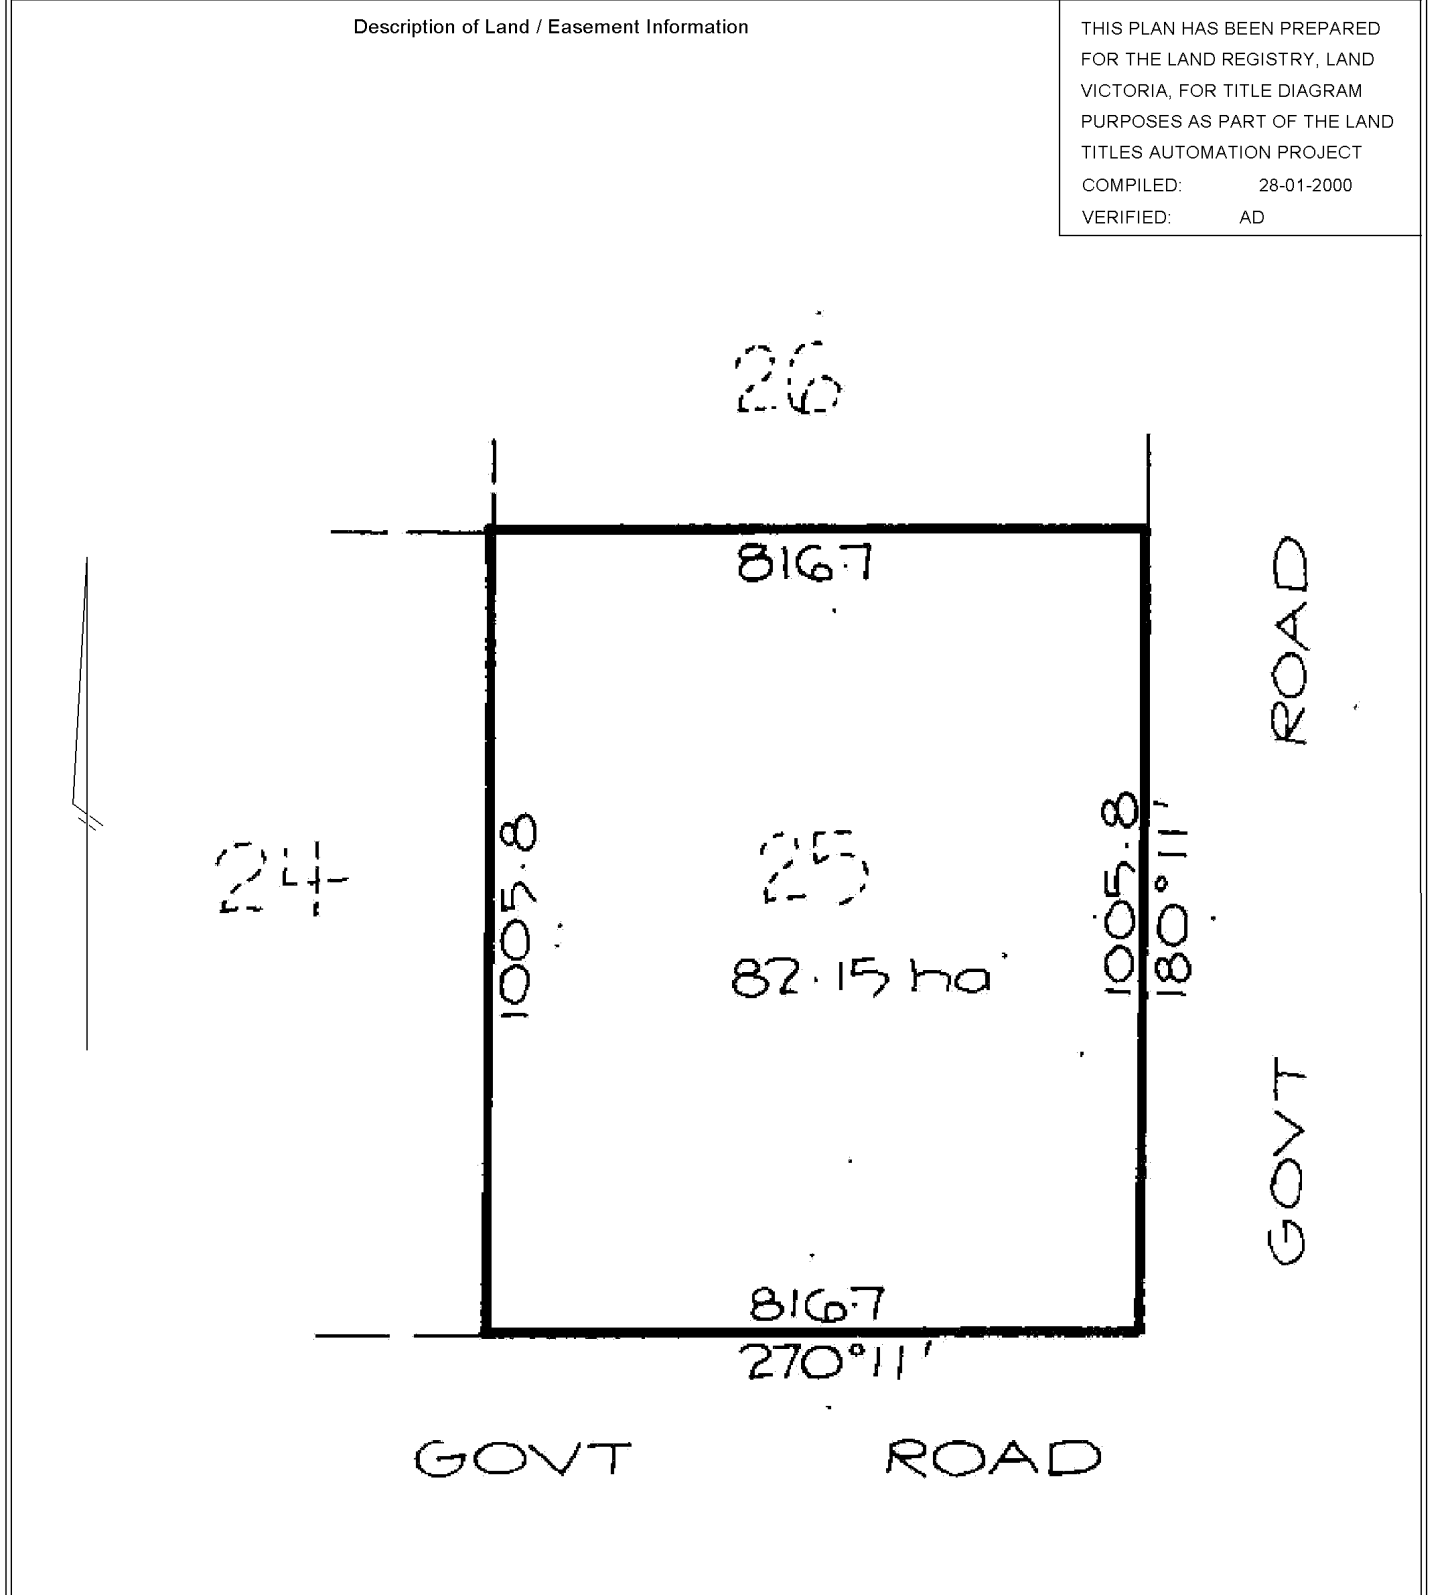 Description of Land / Easement Information
THIS PLAN HAS BEEN PREPARED
FOR THE LAND REGISTRY, LAND
VICTORIA, FOR TITLE DIAGRAM
PURPOSES AS PART OF THE LAND
TITLES AUTOMATION PROJECT
COMPILED: 28-01-2000
VERIFIED: AD
26
816.7
ROAD
24
1005.8
25
82.15 ha
1005.8
180°11'
GOVT
816.7
270°11'
GOVT ROAD